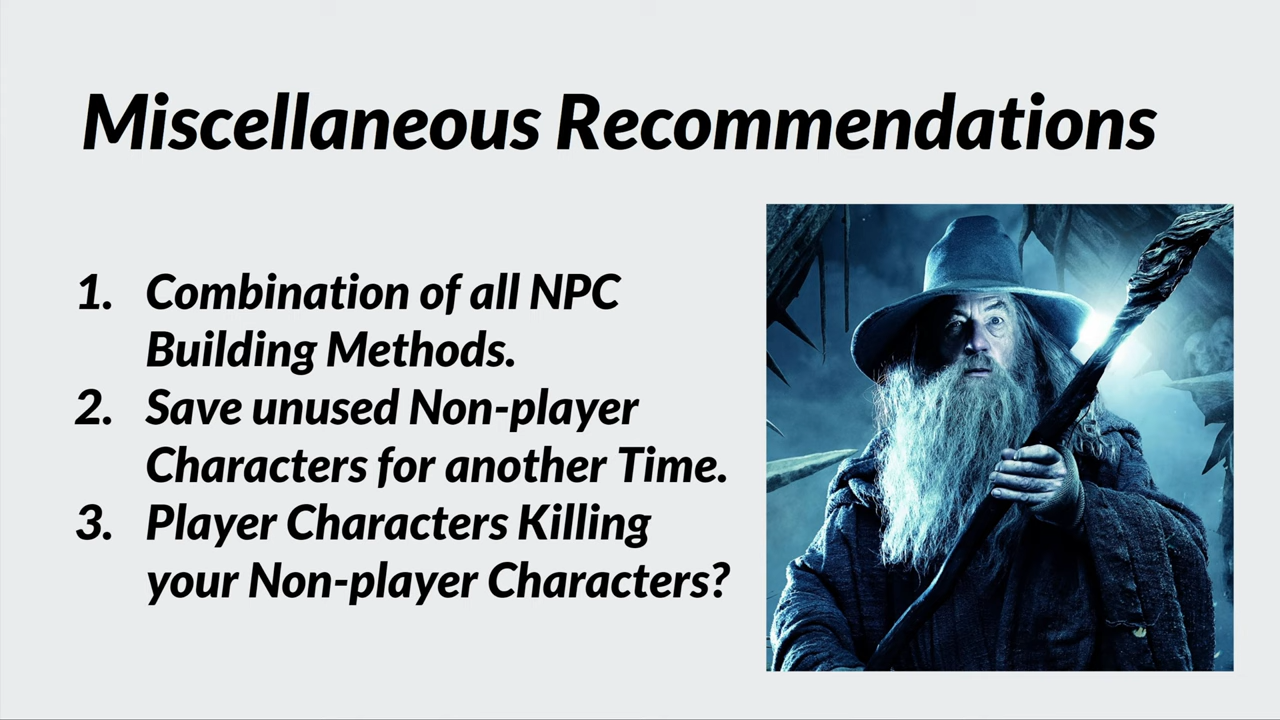 Miscellaneous Recommendations
1. Combination of all NPC
Building Methods.
2. Save unused Non-player
Characters for another Time.
3. Player Characters Killing
your Non-player Characters?